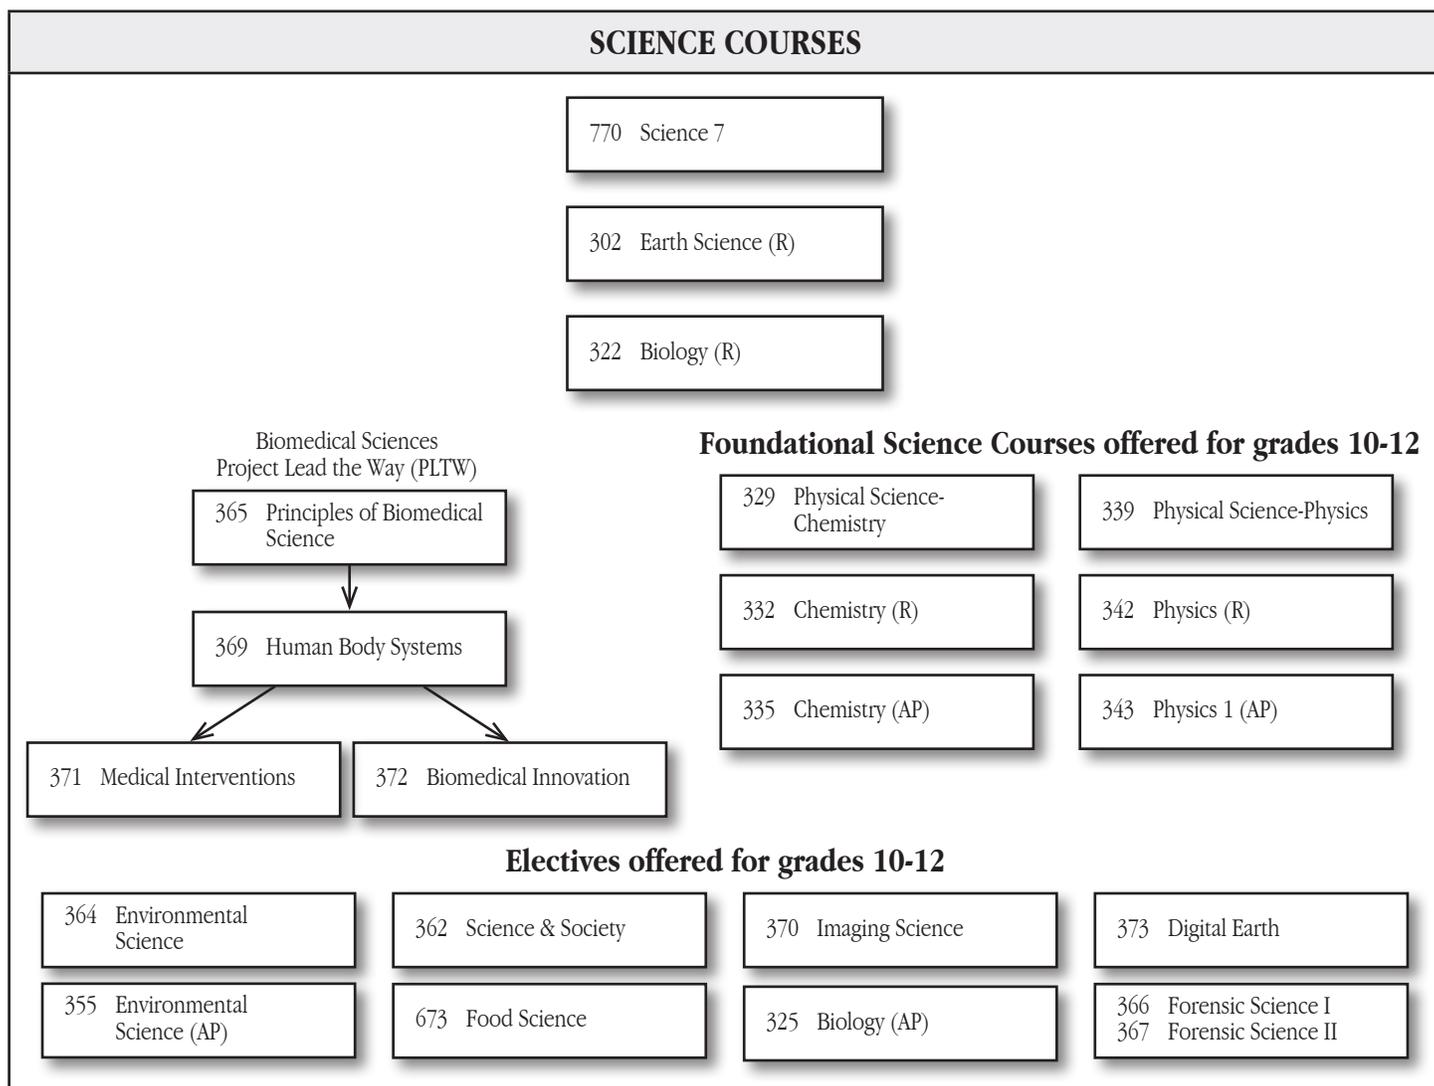 SCIENCE COURSES
770 Science 7
302 Earth Science (R)
322 Biology (R)
Biomedical Sciences
Project Lead the Way (PLTW)
365 Principles of Biomedical
Science
369 Human Body Systems
371 Medical Interventions
372 Biomedical Innovation
Foundational Science Courses offered for grades 10-12
329 Physical Science-
Chemistry
339 Physical Science-Physics
332 Chemistry (R)
342 Physics (R)
335 Chemistry (AP)
343 Physics 1 (AP)
Electives offered for grades 10-12
364 Environmental
Science
362 Science & Society
370 Imaging Science
373 Digital Earth
355 Environmental
Science (AP)
673 Food Science
325 Biology (AP)
366 Forensic Science I
367 Forensic Science II